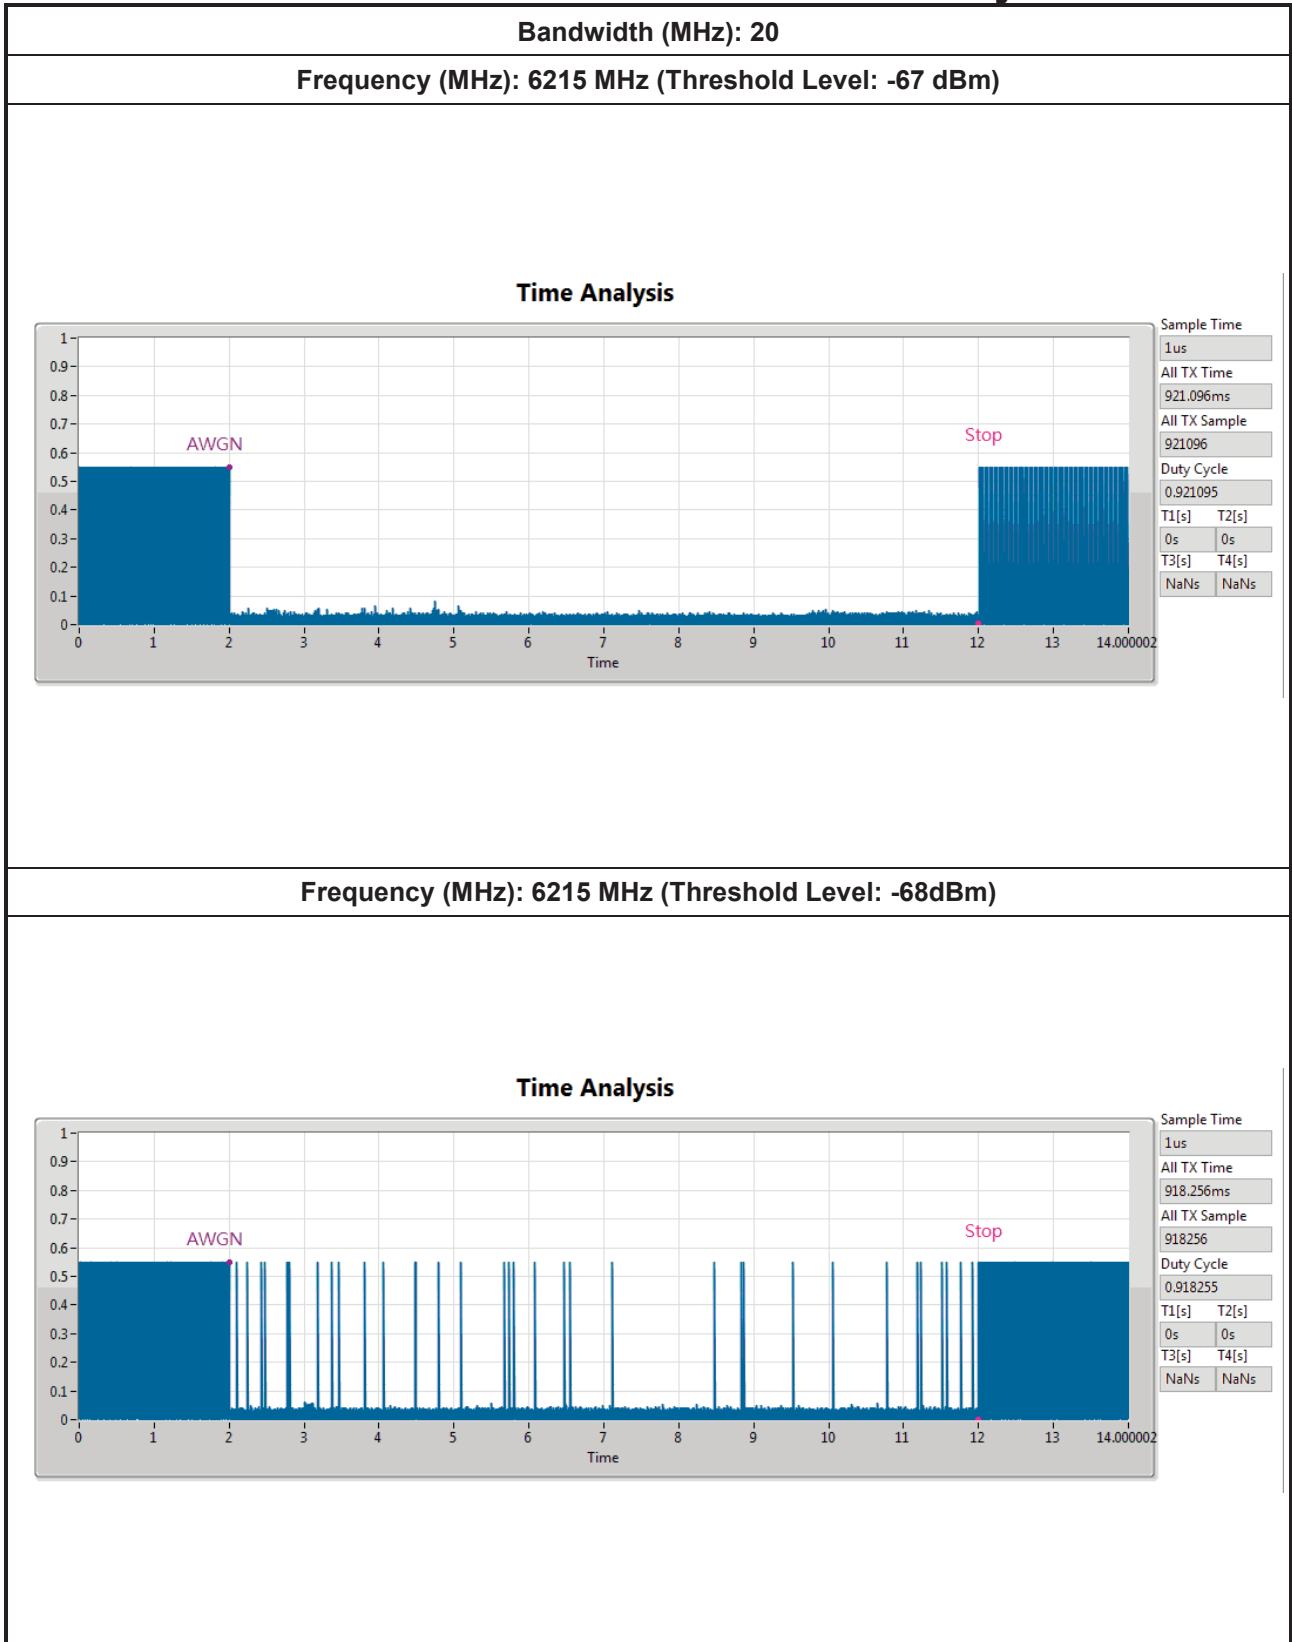 Bandwidth (MHz): 20
Frequency (MHz): 6215 MHz (Threshold Level: -67 dBm)
Time Analysis
1
0.9
0.8
0.7
0.6
0.5
0.4
0.3
0.2
0.1
0
AWGN
Stop
0 1 2 3 4 5 6 7 8 9 10 11 12 13 14.000002
Time
Sample Time
1us
All TX Time
921.096ms
All TX Sample
921096
Duty Cycle
0.921095
T1[s] T2[s]
0s 0s
T3[s] T4[s]
NaNs NaNs
Frequency (MHz): 6215 MHz (Threshold Level: -68dBm)
Time Analysis
1
0.9
0.8
0.7
0.6
0.5
0.4
0.3
0.2
0.1
0
AWGN
Stop
0 1 2 3 4 5 6 7 8 9 10 11 12 13 14.000002
Time
Sample Time
1us
All TX Time
918.256ms
All TX Sample
918256
Duty Cycle
0.918255
T1[s] T2[s]
0s 0s
T3[s] T4[s]
NaNs NaNs